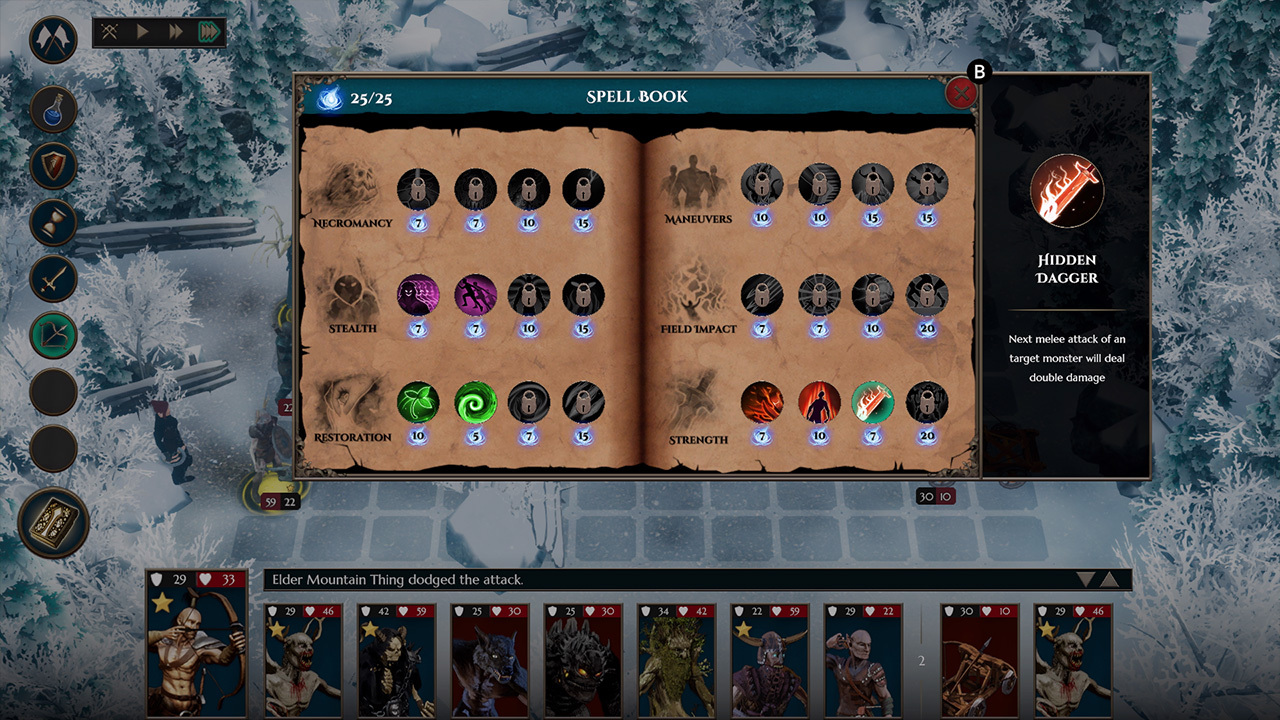 B
25/25
SPELL BOOK
NECROMANCY
7
7
10
15
MANEUVERS
10
10
15
15
STEALTH
7
7
10
15
FIELD IMPACT
7
7
10
20
RESTORATION
10
5
7
15
STRENGTH
7
10
7
20
HIDDEN
DAGGER
Next melee attack of an
target monster will deal
double damage
22
59 22
30 10
Elder Mountain Thing dodged the attack.
29 33
29 46
42 59
25 30
25 30
34 42
22 59
29 22
2
30 10
29 46